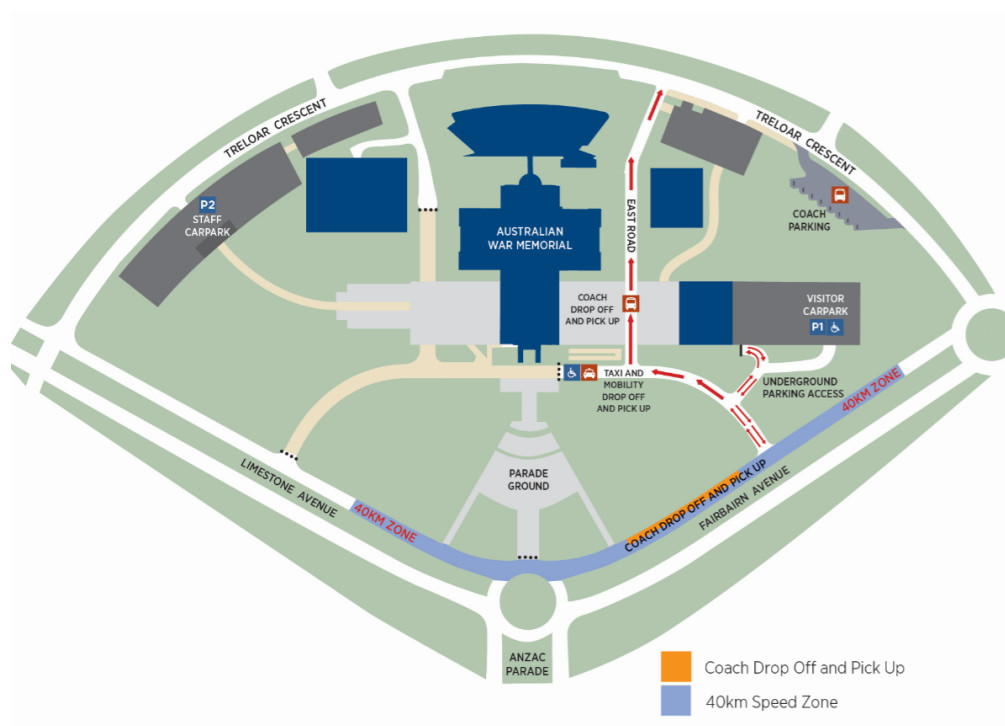 TRELOAR CRESCENT
TRELOAR CRESCENT
P2
STAFF
CARPARK
AUSTRALIAN
WAR MEMORIAL
EAST ROAD
COACH
PARKING
COACH
DROP OFF
AND PICK UP
VISITOR
CARPARK
P1
TAXI AND
MOBILITY
DROP OFF
AND PICK UP
UNDERGROUND
PARKING ACCESS
40KM ZONE
PARADE
GROUND
LIMESTONE AVENUE
40KM ZONE
COACH DROP OFF AND PICK UP
FAIRBAIRN AVENUE
ANZAC
PARADE
Coach Drop Off and Pick Up
40km Speed Zone